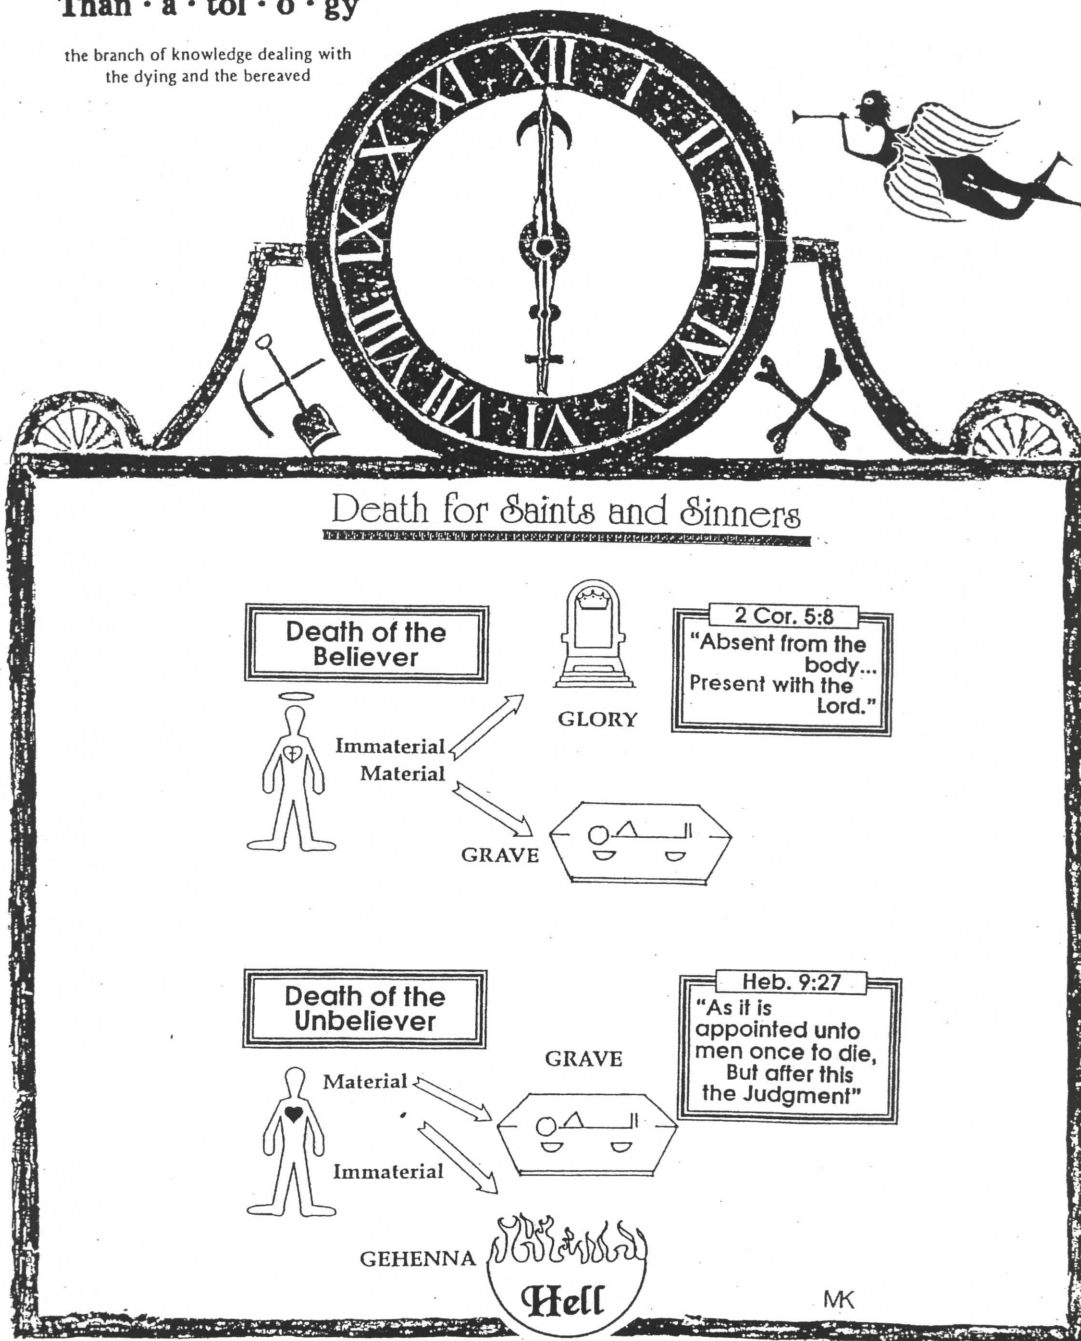 Than · a · tol · o · gy
the branch of knowledge dealing with
the dying and the bereaved
XII
I
II
III
IV
V
VI
VII
VIII
IX
X
XI
Death for Saints and Sinners
Death of the
Believer
2 Cor. 5:8
"Absent from the
body...
Present with the
Lord."
GLORY
Immaterial
Material
GRAVE
Death of the
Unbeliever
Heb. 9:27
"As it is
appointed unto
men once to die,
But after this
the Judgment"
GRAVE
Material
Immaterial
GEHENNA
Hell
MK